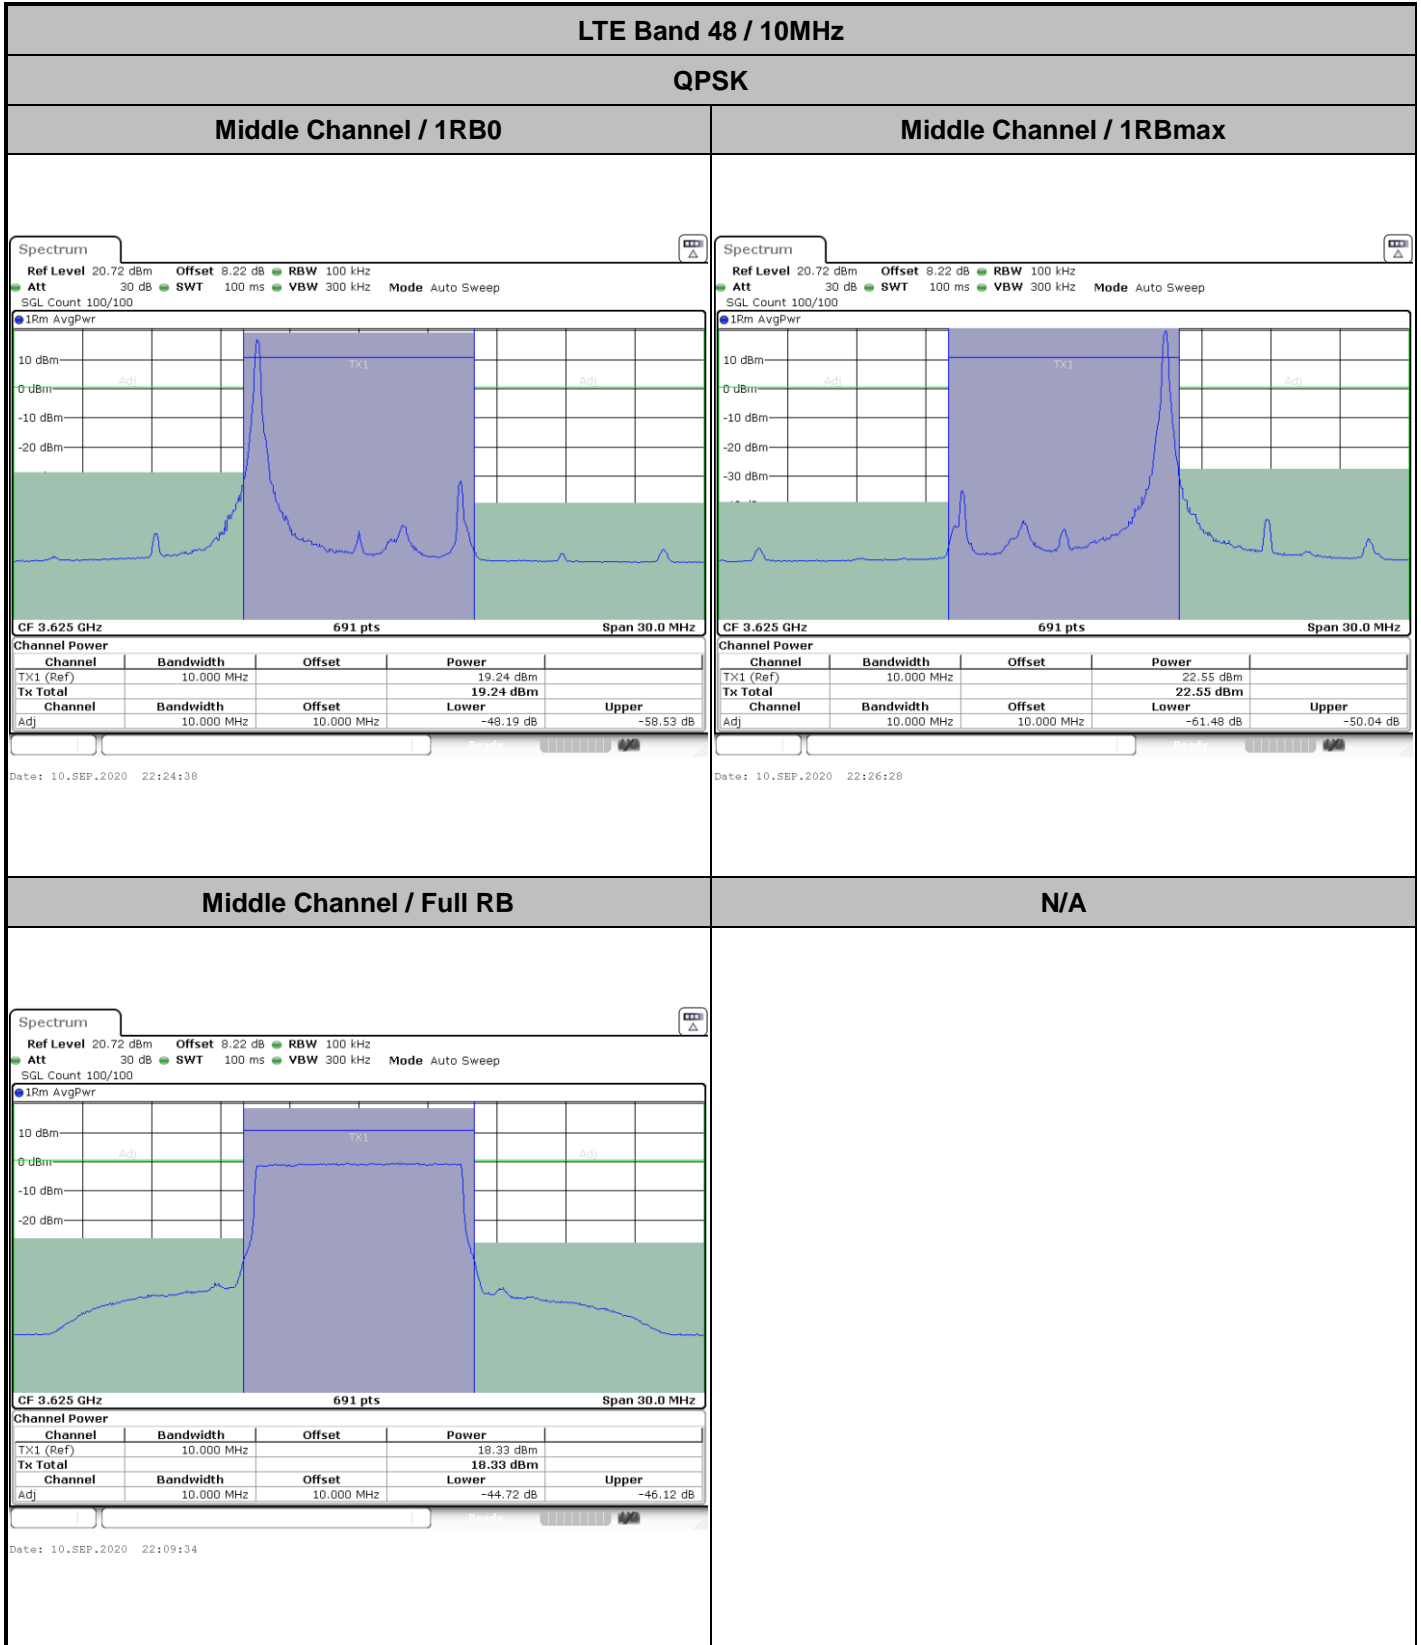 LTE Band 48 / 10MHz
QPSK
Middle Channel / 1RB0
Middle Channel / 1RBmax
Spectrum
Ref Level 20.72 dBm Offset 8.22 dB RBW 100 kHz
Att 30 dB SWT 100 ms VBW 300 kHz Mode Auto Sweep
SGL Count 100/100
1Rm AvgPwr
10 dBm
TX1
Adj
Adj
0 dBm
-10 dBm
-20 dBm
CF 3.625 GHz 691 pts Span 30.0 MHz
Channel Power
Channel Bandwidth Offset Power
TX1 (Ref) 10.000 MHz 19.24 dBm
Tx Total 19.24 dBm
Channel Bandwidth Offset Lower Upper
Adj 10.000 MHz 10.000 MHz -48.19 dB -58.53 dB
Ready
Date: 10.SEP.2020 22:24:38
Spectrum
Ref Level 20.72 dBm Offset 8.22 dB RBW 100 kHz
Att 30 dB SWT 100 ms VBW 300 kHz Mode Auto Sweep
SGL Count 100/100
1Rm AvgPwr
10 dBm
TX1
Adj
Adj
0 dBm
-10 dBm
-20 dBm
-30 dBm
CF 3.625 GHz 691 pts Span 30.0 MHz
Channel Power
Channel Bandwidth Offset Power
TX1 (Ref) 10.000 MHz 22.55 dBm
Tx Total 22.55 dBm
Channel Bandwidth Offset Lower Upper
Adj 10.000 MHz 10.000 MHz -61.48 dB -50.04 dB
Ready
Date: 10.SEP.2020 22:26:28
Middle Channel / Full RB
N/A
Spectrum
Ref Level 20.72 dBm Offset 8.22 dB RBW 100 kHz
Att 30 dB SWT 100 ms VBW 300 kHz Mode Auto Sweep
SGL Count 100/100
1Rm AvgPwr
10 dBm
TX1
Adj
Adj
0 dBm
-10 dBm
-20 dBm
CF 3.625 GHz 691 pts Span 30.0 MHz
Channel Power
Channel Bandwidth Offset Power
TX1 (Ref) 10.000 MHz 18.33 dBm
Tx Total 18.33 dBm
Channel Bandwidth Offset Lower Upper
Adj 10.000 MHz 10.000 MHz -44.72 dB -46.12 dB
Ready
Date: 10.SEP.2020 22:09:34